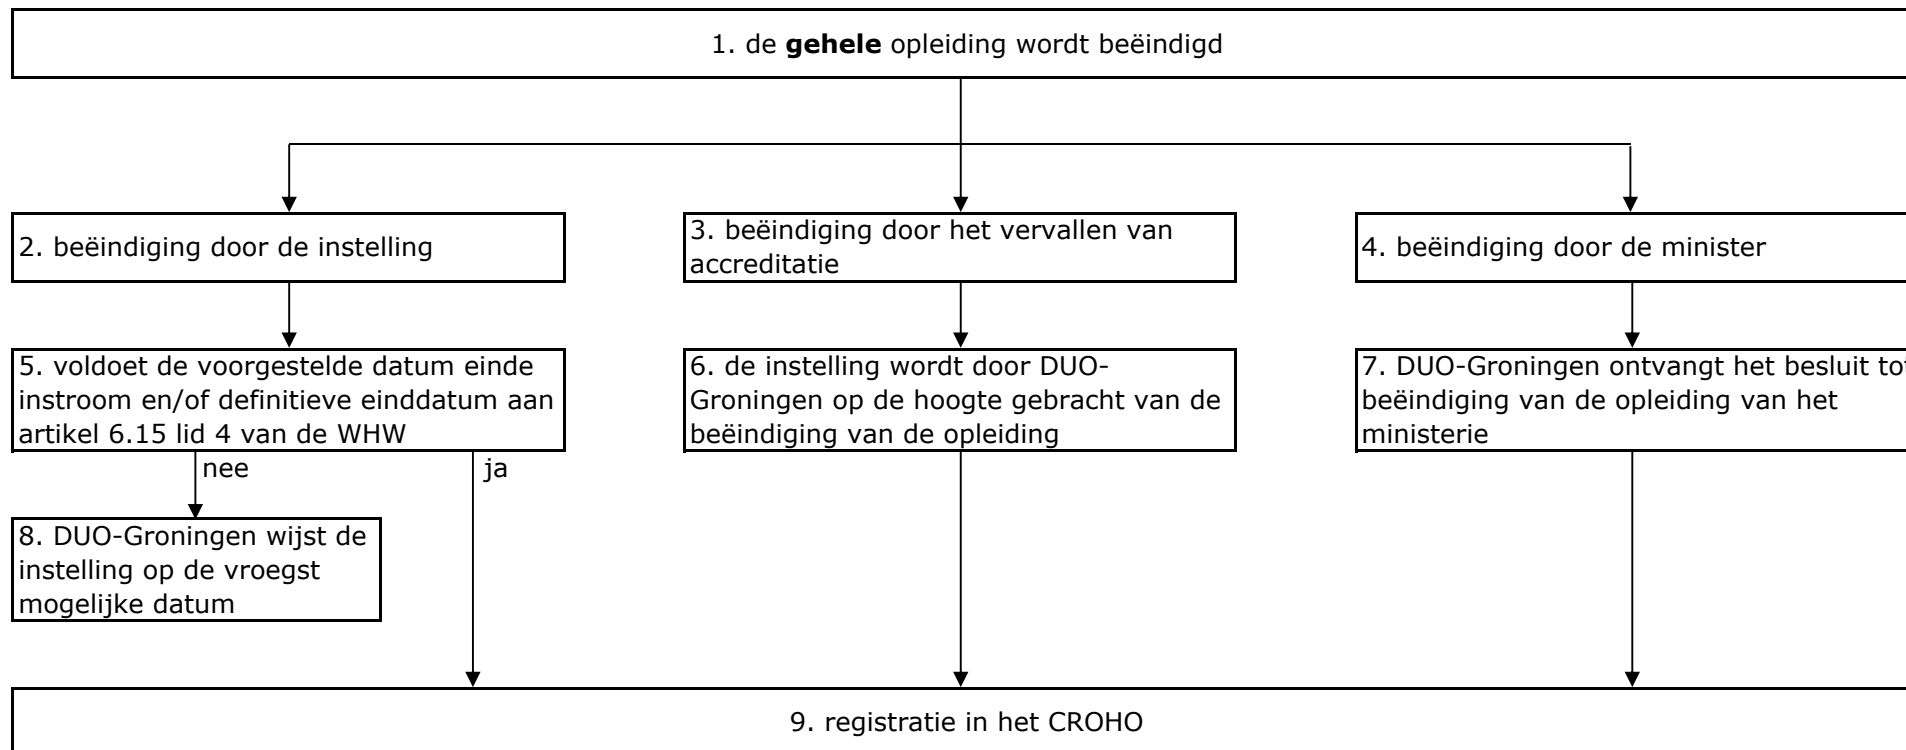 1. de gehele opleiding wordt beëindigd
2. beëindiging door de instelling
3. beëindiging door het vervallen van
accreditatie
4. beëindiging door de minister
5. voldoet de voorgestelde datum einde
instroom en/of definitieve einddatum aan
artikel 6.15 lid 4 van de WHW
6. de instelling wordt door DUO-
Groningen op de hoogte gebracht van de
beëindiging van de opleiding
7. DUO-Groningen ontvangt het besluit tot
beëindiging van de opleiding van het
ministerie
nee
ja
8. DUO-Groningen wijst de
instelling op de vroegst
mogelijke datum
9. registratie in het CROHO